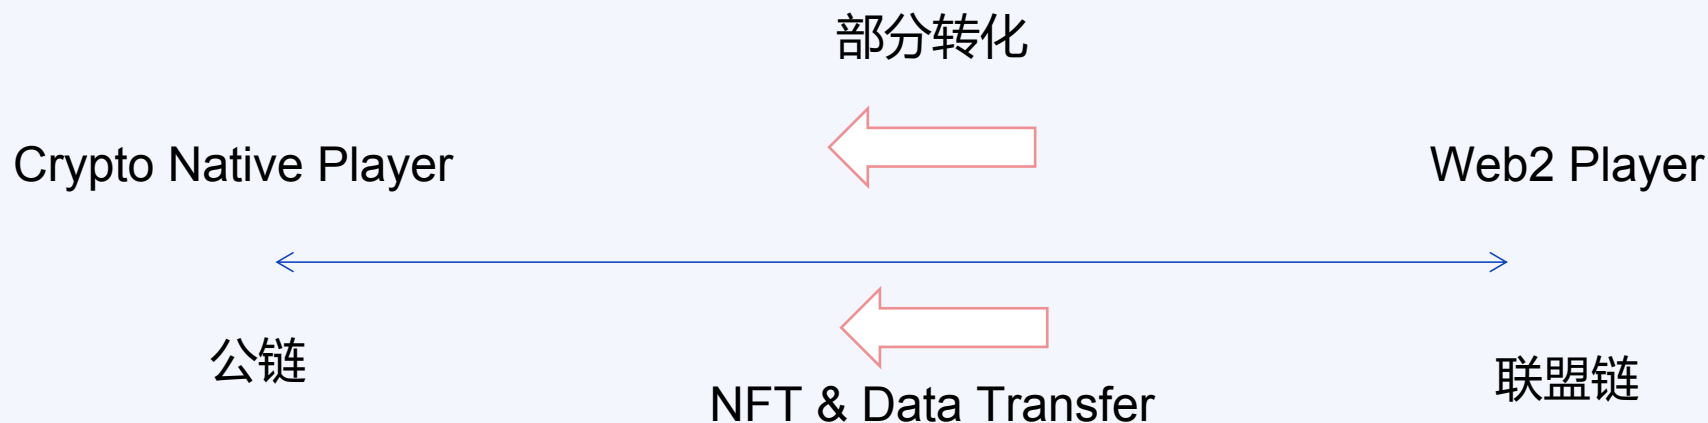 部分转化
Crypto Native Player
Web2 Player
公链
联盟链
NFT & Data Transfer